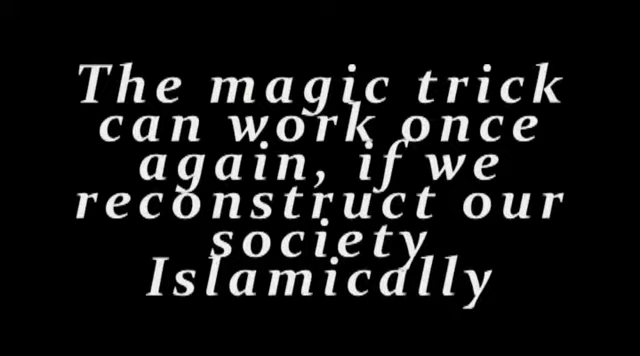 The magic trick
can work once
again, if we
reconstruct our
society
Islamically